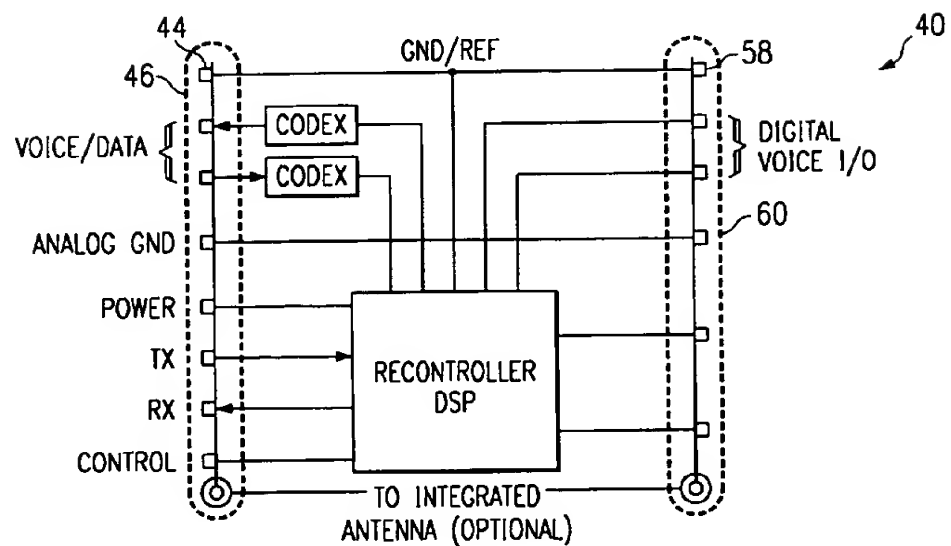 44
GND/REF
58
40
46
CODEX
VOICE/DATA
DIGITAL
VOICE I/O
CODEX
60
ANALOG GND
POWER
TX
RECONTROLLER
DSP
RX
CONTROL
TO INTEGRATED
ANTENNA (OPTIONAL)